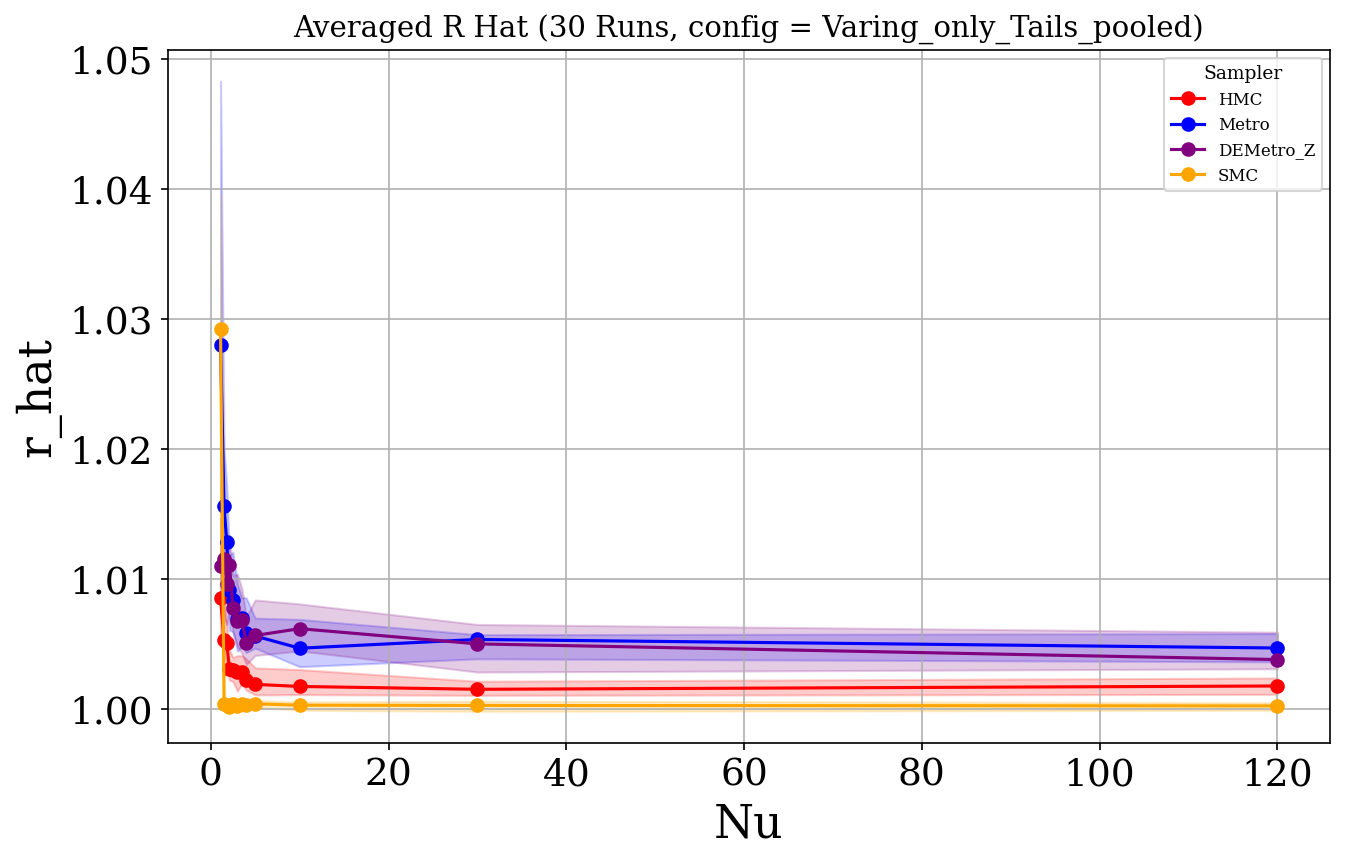 Averaged R Hat (30 Runs, config = Varing_only_Tails_pooled)
r_hat
1.05
1.04
1.03
1.02
1.01
1.00
Sampler
HMC
Metro
DEMetro_Z
SMC
0 20 40 60 80 100 120
Nu